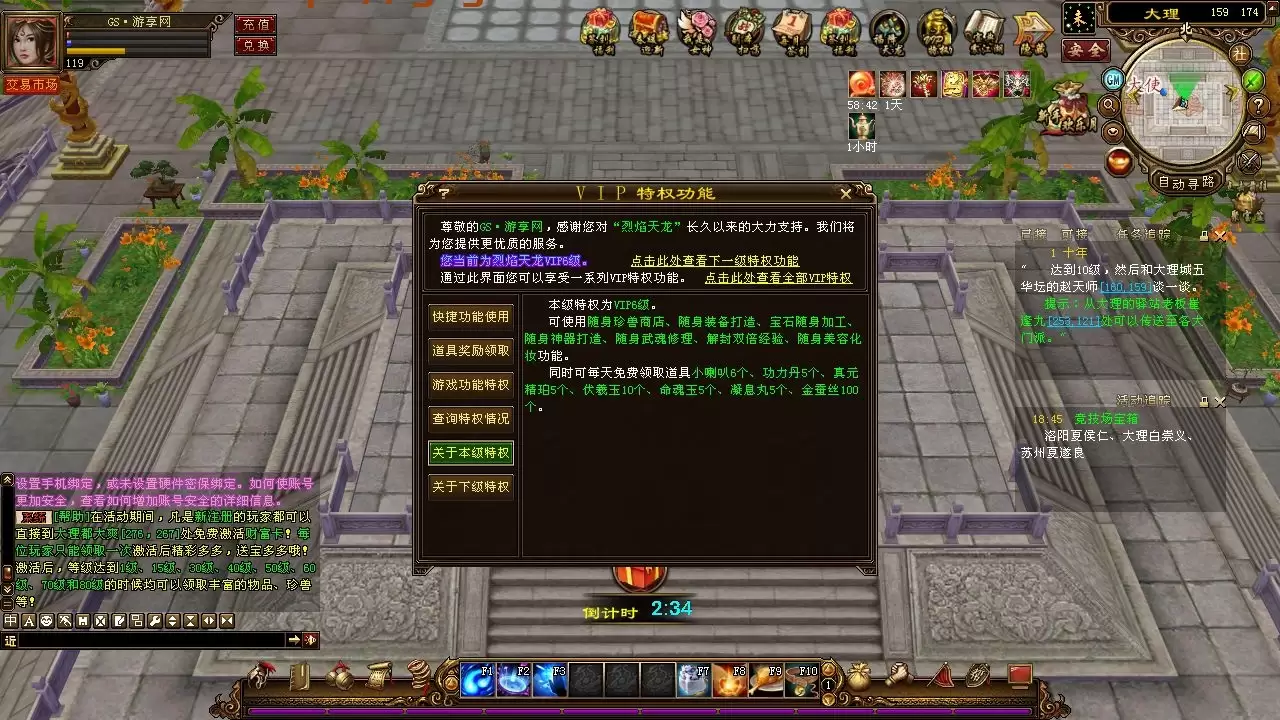 GS·游享网
充值
兑换
119
交易市场
大理 159 174
北
安全
社
GM
大使
自动寻路
58:42 1天
1小时
VIP特权功能
尊敬的GS·游享网，感谢您对“烈焰天龙”长久以来的大力支持。我们将
为您提供更优质的服务。
您当前为烈焰天龙VIP6级。 点击此处查看下一级特权功能
通过此界面您可以享受一系列VIP特权功能。 点击此处查看全部VIP特权
快速功能使用
道具奖励领取
游戏功能特权
查询特权情况
关于本级特权
关于下级特权
本级特权为VIP6级。
可使用随身珍兽商店、随身装备打造、宝石随身加工、
随身神器打造、随身武魂修理、解封双倍经验、随身美容化
妆功能。
同时可每天免费领取道具小喇叭6个、功力丹5个、真元
精珀5个、伏羲玉10个、命魂玉5个、凝息丸5个、金蚕丝100
个。
可接 任务追踪
1 十年
“ 达到10级，然后和大理城五
华坛的赵天师[160,159]谈一谈。
提示：从大理的驿站老板崔
逢九[253,121]处可以传送至各大
门派。”
活动追踪
18:45 竞技场宝箱
洛阳夏侯仁、大理白崇义、
苏州夏遂良
设置手机绑定，或未设置硬件密保绑定。如何使账号
更加安全，查看如何增加账号安全的详细信息。
[帮助]在活动期间，凡是新注册的玩家都可以
直接到大理都大爽[276，267]处免费激活财富卡！每
位玩家只能领取一次激活后精彩多多，送宝多多哦！
激活后，等级达到1级、15级、30级、40级、50级、60
级、70级和80级的时候均可以领取丰富的物品、珍兽
等！
近
倒计时 2:34
F1 F2 F3 F7 F8 F9 F10